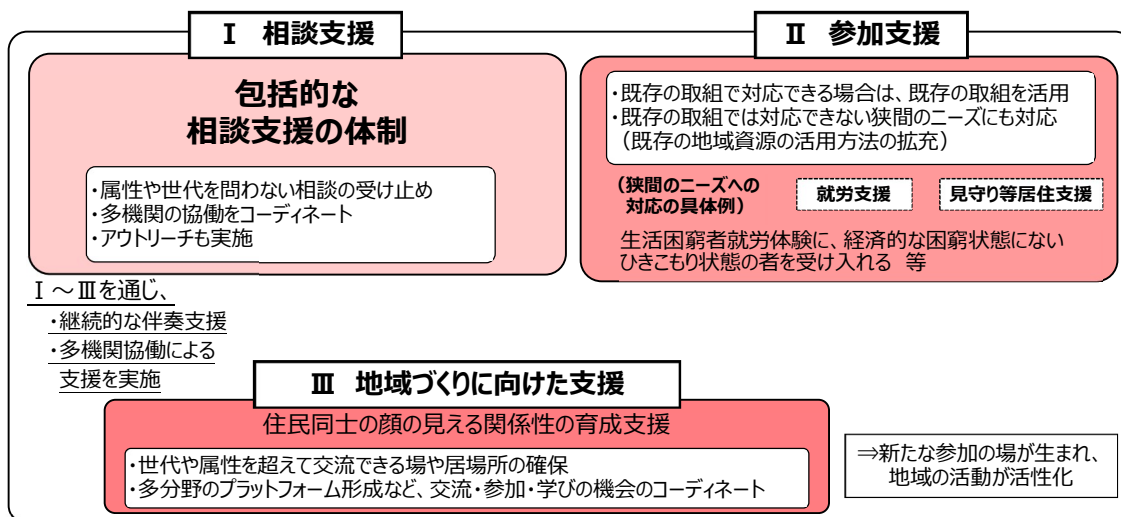 Ⅰ 相談支援
包括的な
相談支援の体制
・属性や世代を問わない相談の受け止め
・多機関の協働をコーディネート
・アウトリーチも実施
Ⅱ 参加支援
・既存の取組で対応できる場合は、既存の取組を活用
・既存の取組では対応できない狭間のニーズにも対応
（既存の地域資源の活用方法の拡充）
（狭間のニーズへの
対応の具体例）
就労支援
見守り等居住支援
生活困窮者就労体験に、経済的な困窮状態にない
ひきこもり状態の者を受け入れる 等
Ⅰ～Ⅲを通じ、
・継続的な伴奏支援
・多機関協働による
支援を実施
Ⅲ 地域づくりに向けた支援
住民同士の顔の見える関係性の育成支援
・世代や属性を超えて交流できる場や居場所の確保
・多分野のプラットフォーム形成など、交流・参加・学びの機会のコーディネート
⇒新たな参加の場が生まれ、
地域の活動が活性化